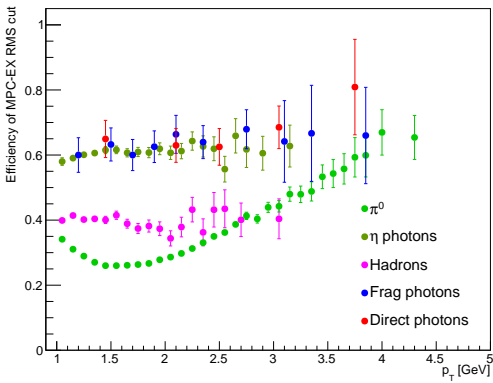 Efficiency of MPC-EX RMS cut
1
0.8
0.6
0.4
0.2
0
π⁰
η photons
Hadrons
Frag photons
Direct photons
1 1.5 2 2.5 3 3.5 4 4.5 5
p_T [GeV]